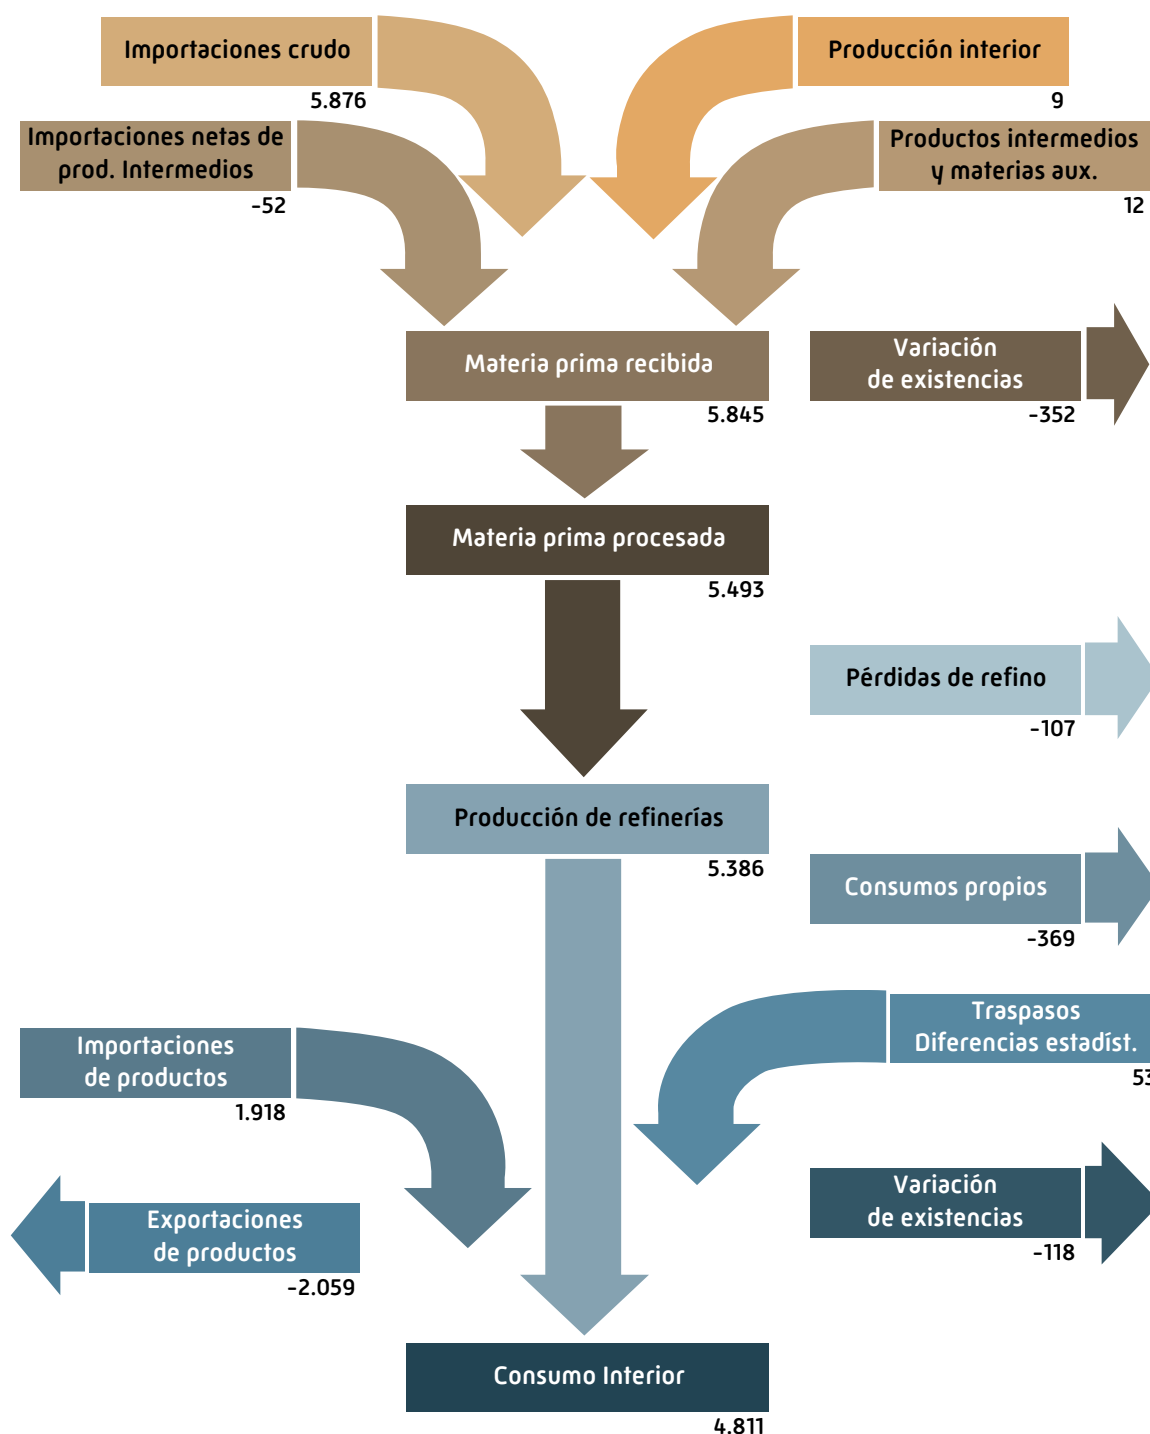 Importaciones crudo
5.876
Producción interior
9
Importaciones netas de
prod. Intermedios
-52
Productos intermedios
y materias aux.
12
Materia prima recibida
5.845
Variación
de existencias
-352
Materia prima procesada
5.493
Pérdidas de refino
-107
Producción de refinerías
5.386
Consumos propios
-369
Traspasos
Diferencias estadíst.
53
Importaciones
de productos
1.918
Variación
de existencias
-118
Exportaciones
de productos
-2.059
Consumo Interior
4.811